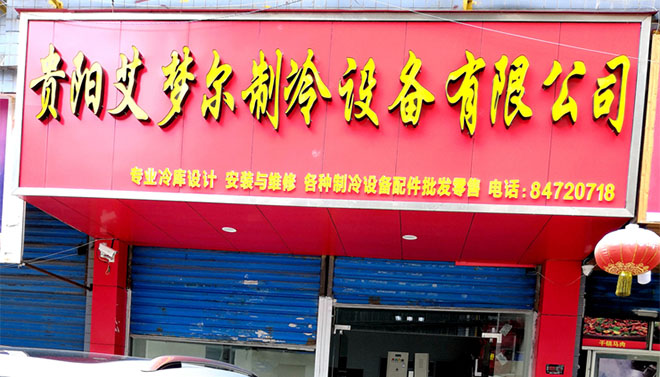 贵阳艾梦尔制冷设备有限公司
专业冷库设计 安装与维修 各种制冷设备配件批发零售 电话:84720718